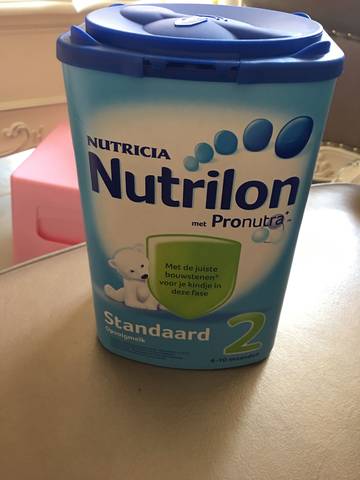 NUTRICIA
Nutrilon
met Pronutra+
Met de juiste
bouwstenen*
voor je kindje in
deze fase
Standaard 2
Opvolgmelk
6-10 maanden